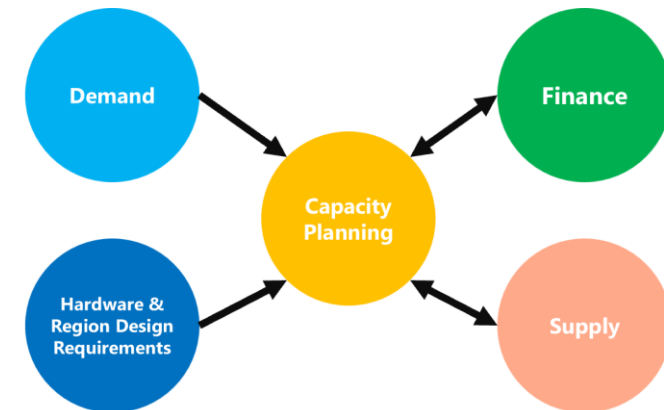 Demand
Finance
Capacity
Planning
Hardware &
Region Design
Requirements
Supply